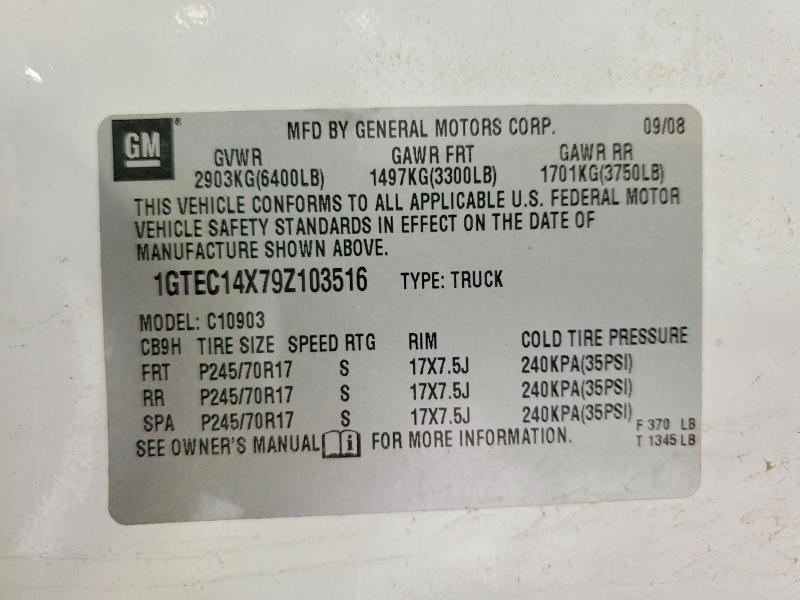 GM® MFD BY GENERAL MOTORS CORP. 09/08
GVWR GAWR FRT GAWR RR
2903KG(6400LB) 1497KG(3300LB) 1701KG(3750LB)
THIS VEHICLE CONFORMS TO ALL APPLICABLE U.S. FEDERAL MOTOR
VEHICLE SAFETY STANDARDS IN EFFECT ON THE DATE OF
MANUFACTURE SHOWN ABOVE.
1GTEC14X79Z103516 TYPE: TRUCK
MODEL: C10903
CB9H TIRE SIZE SPEED RTG RIM COLD TIRE PRESSURE
FRT P245/70R17 S 17X7.5J 240KPA(35PSI)
RR P245/70R17 S 17X7.5J 240KPA(35PSI)
SPA P245/70R17 S 17X7.5J 240KPA(35PSI)
F 370 LB
SEE OWNER'S MANUAL i FOR MORE INFORMATION. T 1345 LB